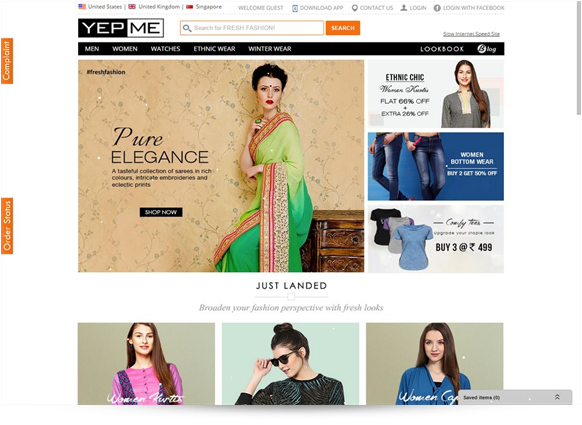 United States | United Kingdom | Singapore
WELCOME GUEST DOWNLOAD APP CONTACT US LOGIN LOGIN WITH FACEBOOK
YEPME
Search for FRESH FASHION!
SEARCH
Slow Internet Speed Site
MEN WOMEN WATCHES ETHNIC WEAR WINTER WEAR LOOKBOOK Blog
Complaint
Order Status
#freshfashion
Pure
ELEGANCE
A tasteful collection of sarees in rich
colours, intricate embroideries and
eclectic prints
SHOP NOW
ETHNIC CHIC
Women Kurtis
FLAT 66% OFF
+
EXTRA 26% OFF
WOMEN
BOTTOM WEAR
BUY 2 GET 50% OFF
Comfy tees
Upgrade your staple look
BUY 3 @ ₹ 499
JUST LANDED
Broaden your fashion perspective with fresh looks
Women Kurtis
Women
Saved items (0)